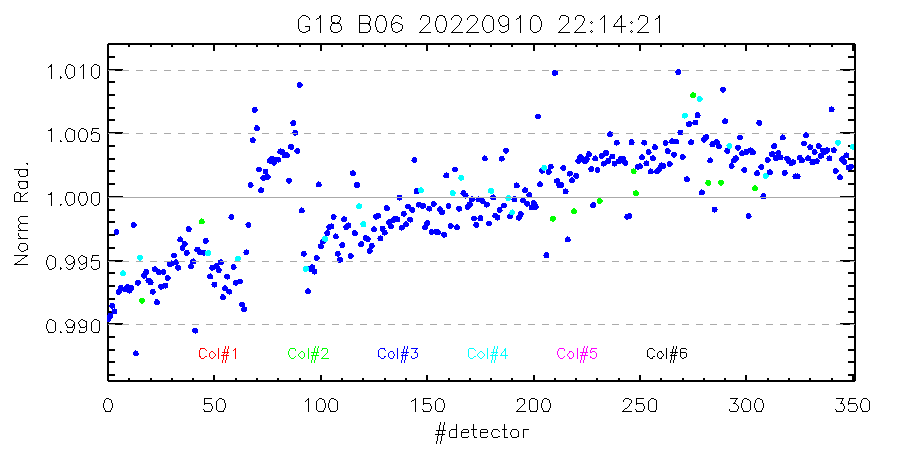 G18 B06 20220910 22:14:21
1.010
1.005
1.000
0.995
0.990
Norm Rad.
Col#1 Col#2 Col#3 Col#4 Col#5 Col#6
0 50 100 150 200 250 300 350
#detector